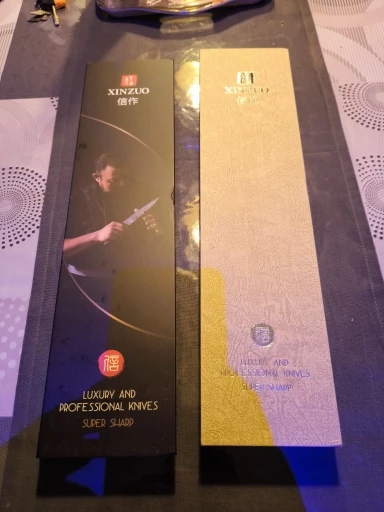 XINZUO
信作
LUXURY AND
PROFESSIONAL KNIVES
SUPER SHARP
XINZUO
信作
LUXURY AND
PROFESSIONAL KNIVES
SUPER SHARP